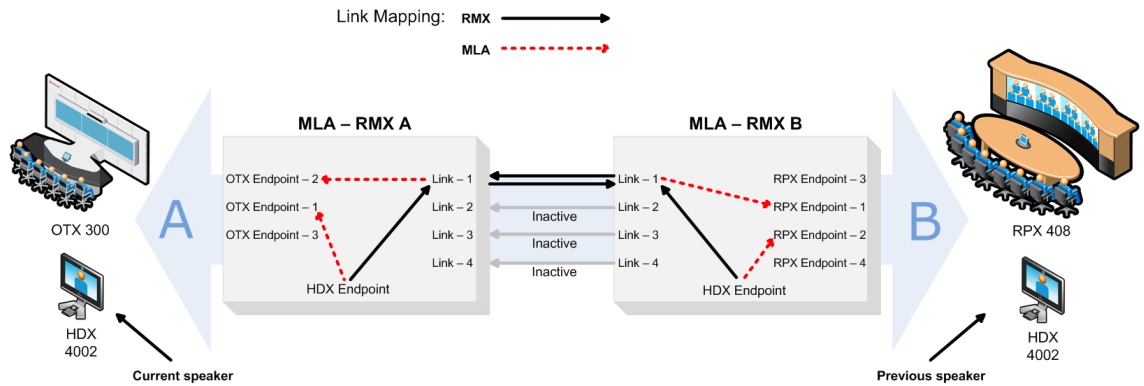 Link Mapping: RMX
MLA
MLA – RMX A
MLA – RMX B
OTX Endpoint – 2
Link – 1
Link – 1
RPX Endpoint – 3
OTX Endpoint – 1
Link – 2
Inactive
Link – 2
RPX Endpoint – 1
OTX Endpoint – 3
Link – 3
Inactive
Link – 3
RPX Endpoint – 2
Link – 4
Inactive
Link – 4
RPX Endpoint – 4
HDX Endpoint
HDX Endpoint
A
B
OTX 300
RPX 408
HDX
4002
HDX
4002
Current speaker
Previous speaker